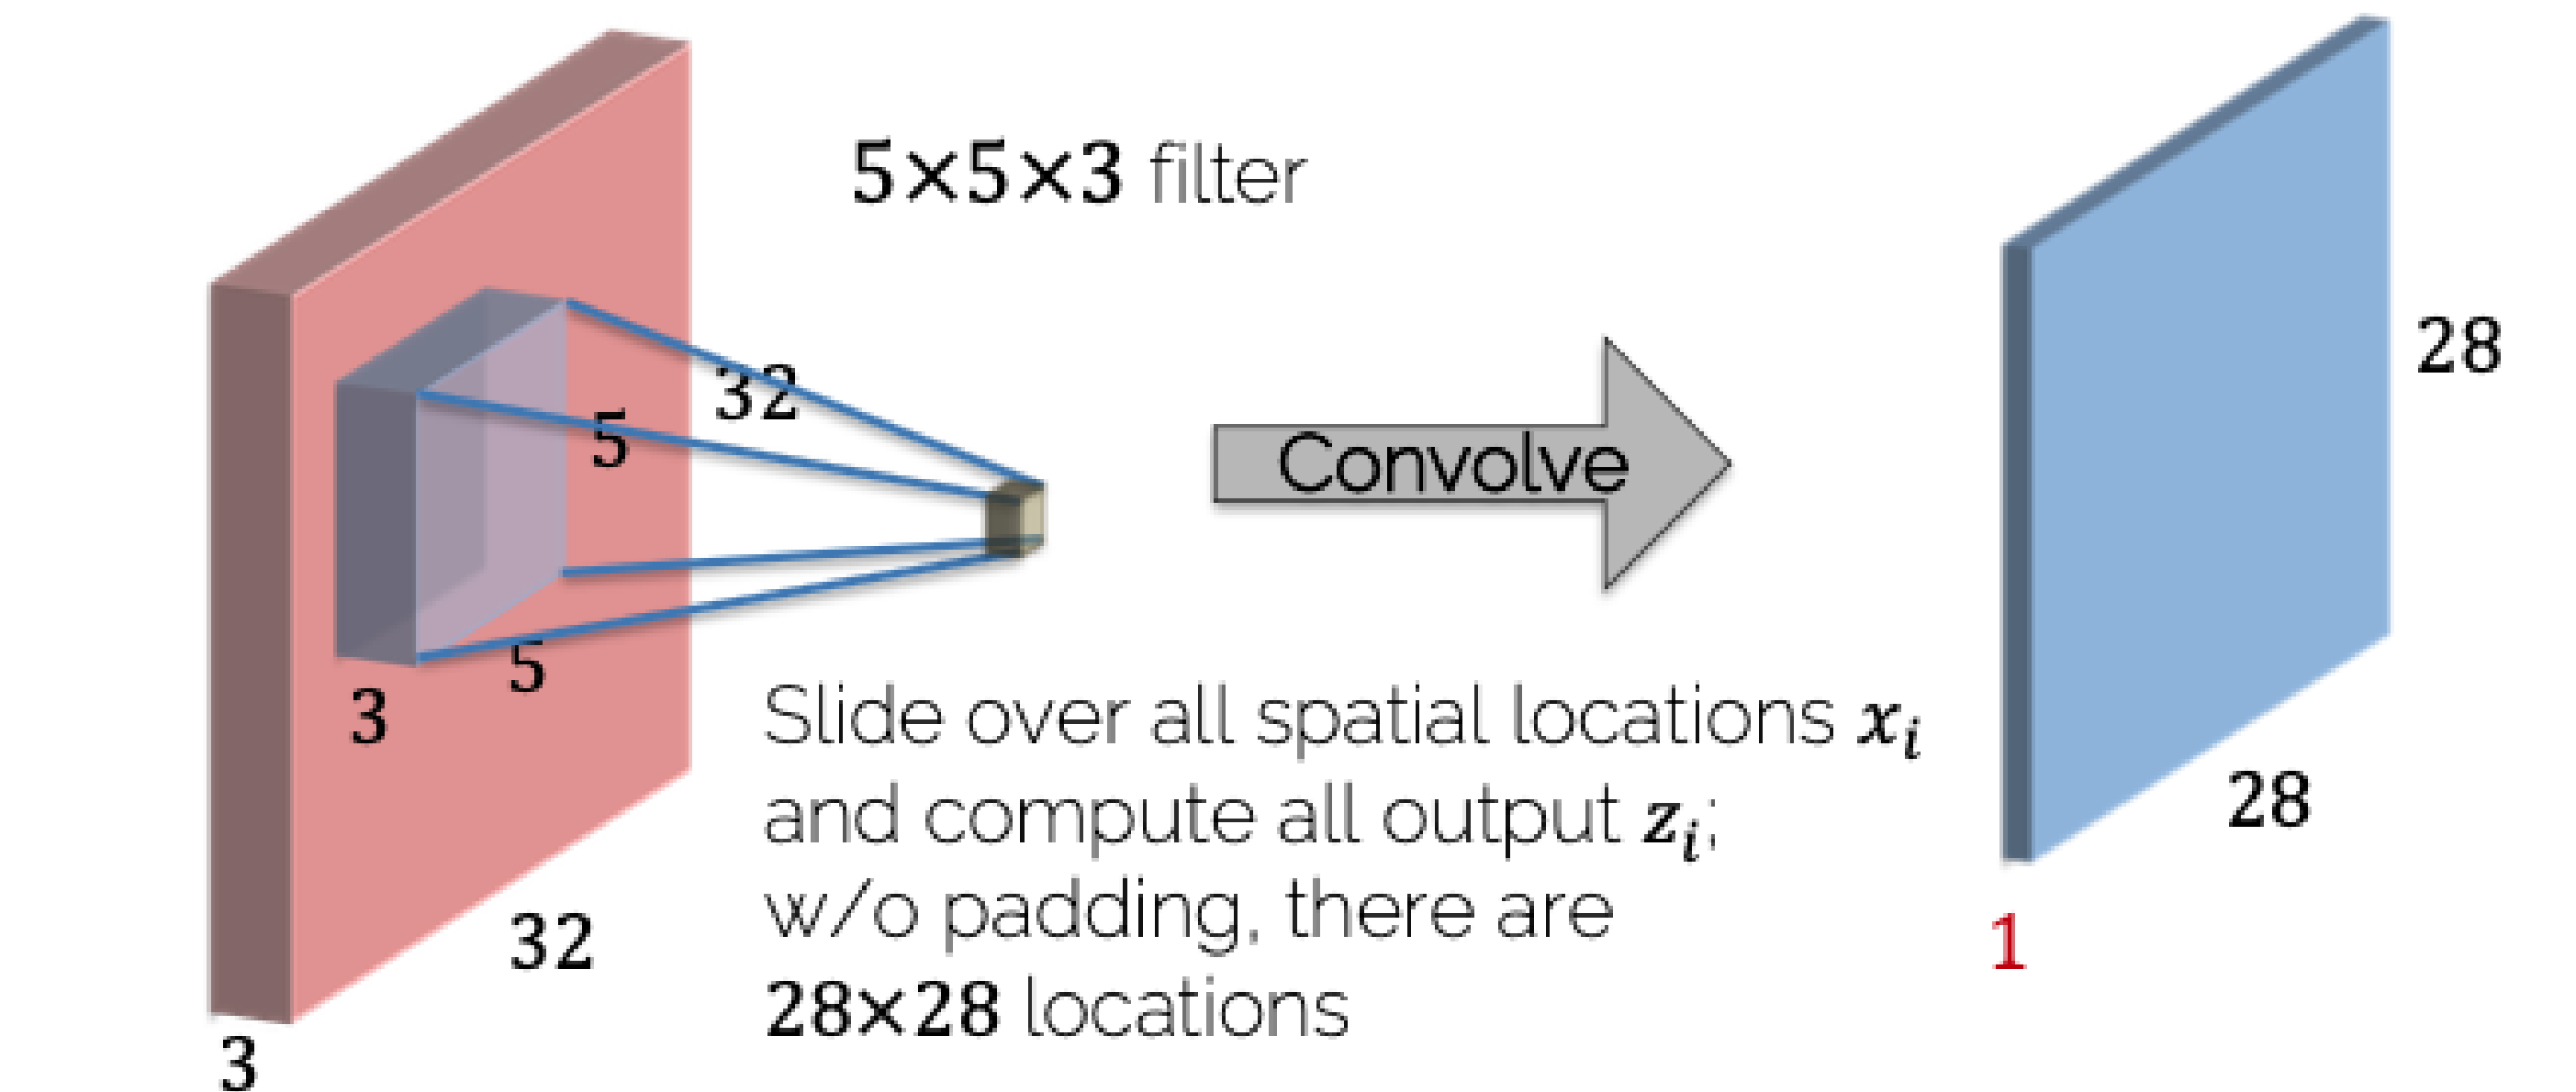 5×5×3 filter
32
5
5
3
32
3
Convolve
Slide over all spatial locations xᵢ
and compute all output zᵢ;
w/o padding, there are
28×28 locations
28
28
1